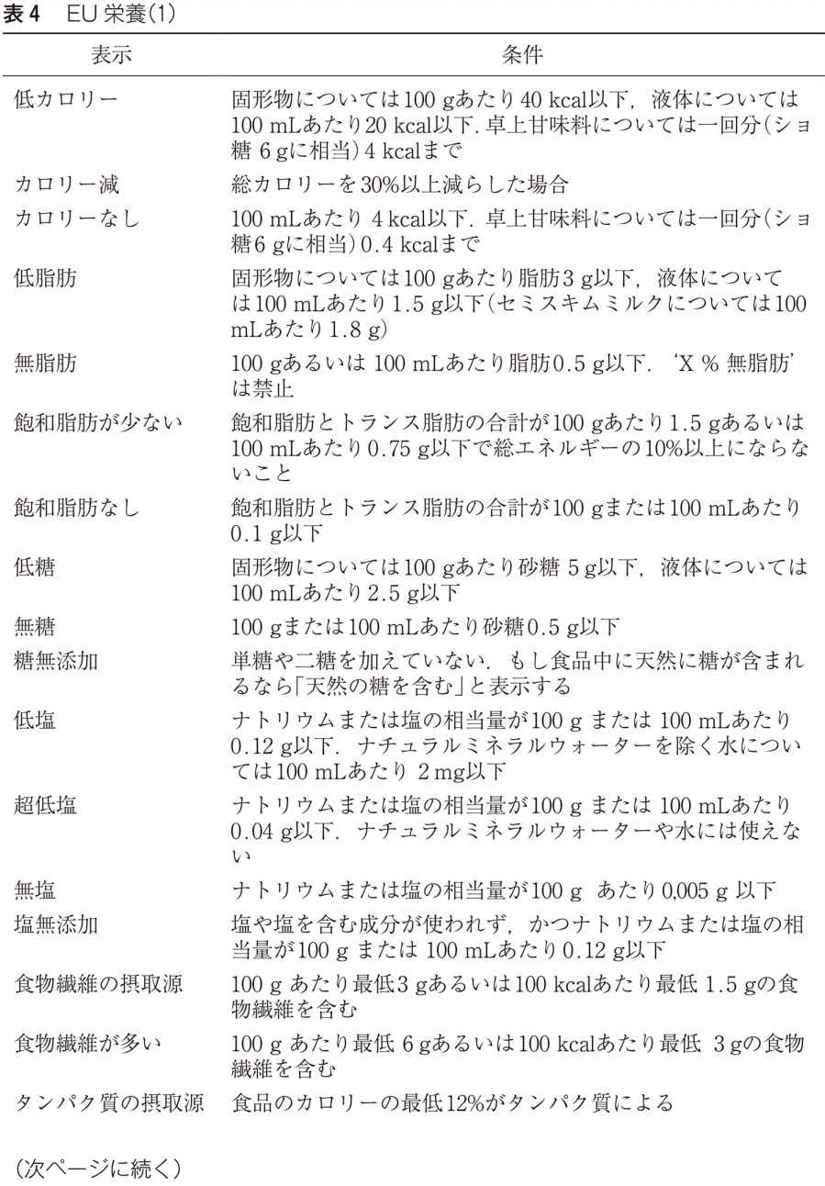 表4 EU 栄養(1)
表示 条件
低カロリー 固形物については100 gあたり40 kcal以下，液体については
100 mLあたり20 kcal以下．卓上甘味料については一回分(ショ
糖 6 gに相当)4 kcalまで
カロリー減 総カロリーを30%以上減らした場合
カロリーなし 100 mLあたり 4 kcal以下．卓上甘味料については一回分(ショ
糖6 gに相当)0.4 kcalまで
低脂肪 固形物については100 gあたり脂肪3 g以下，液体について
は100 mLあたり1.5 g以下(セミスキムミルクについては100
mLあたり1.8 g)
無脂肪 100 gあるいは 100 mLあたり脂肪0.5 g以下． ‘X % 無脂肪’
は禁止
飽和脂肪が少ない 飽和脂肪とトランス脂肪の合計が100 gあたり1.5 gあるいは
100 mLあたり0.75 g以下で総エネルギーの10%以上にならな
いこと
飽和脂肪なし 飽和脂肪とトランス脂肪の合計が100 gまたは100 mLあたり
0.1 g以下
低糖 固形物については100 gあたり砂糖 5 g以下，液体については
100 mLあたり2.5 g以下
無糖 100 gまたは100 mLあたり砂糖0.5 g以下
糖無添加 単糖や二糖を加えていない．もし食品中に天然に糖が含まれ
るなら「天然の糖を含む」と表示する
低塩 ナトリウムまたは塩の相当量が100 g または 100 mLあたり
0.12 g以下．ナチュラルミネラルウォーターを除く水につい
ては100 mLあたり 2 mg以下
超低塩 ナトリウムまたは塩の相当量が100 g または 100 mLあたり
0.04 g以下．ナチュラルミネラルウォーターや水には使えな
い
無塩 ナトリウムまたは塩の相当量が100 g あたり0,005 g 以下
塩無添加 塩や塩を含む成分が使われず，かつナトリウムまたは塩の相
当量が100 g または 100 mLあたり0.12 g以下
食物繊維の摂取源 100 g あたり最低3 gあるいは100 kcalあたり最低 1.5 gの食
物繊維を含む
食物繊維が多い 100 g あたり最低 6 gあるいは100 kcalあたり最低 3 gの食物
繊維を含む
タンパク質の摂取源 食品のカロリーの最低12%がタンパク質による
(次ページに続く)